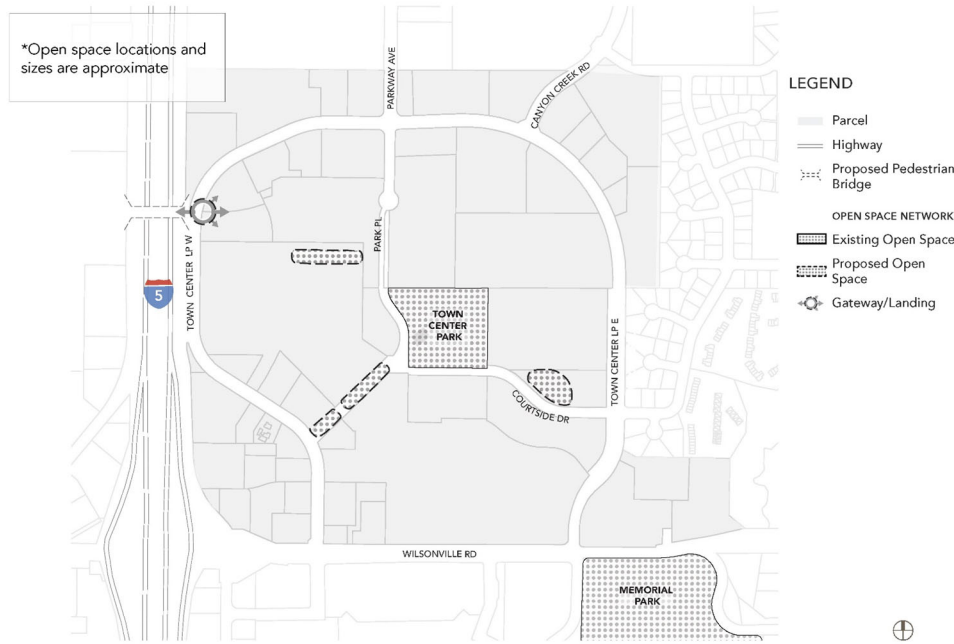 *Open space locations and
sizes are approximate
PARKWAY AVE
CANYON CREEK RD
PARK PL
TOWN CENTER LP W
5
TOWN
CENTER
PARK
TOWN CENTER LP E
COURTSIDE DR
WILSONVILLE RD
MEMORIAL
PARK
LEGEND
Parcel
Highway
Proposed Pedestrian
Bridge
OPEN SPACE NETWORK
Existing Open Space
Proposed Open
Space
Gateway/Landing